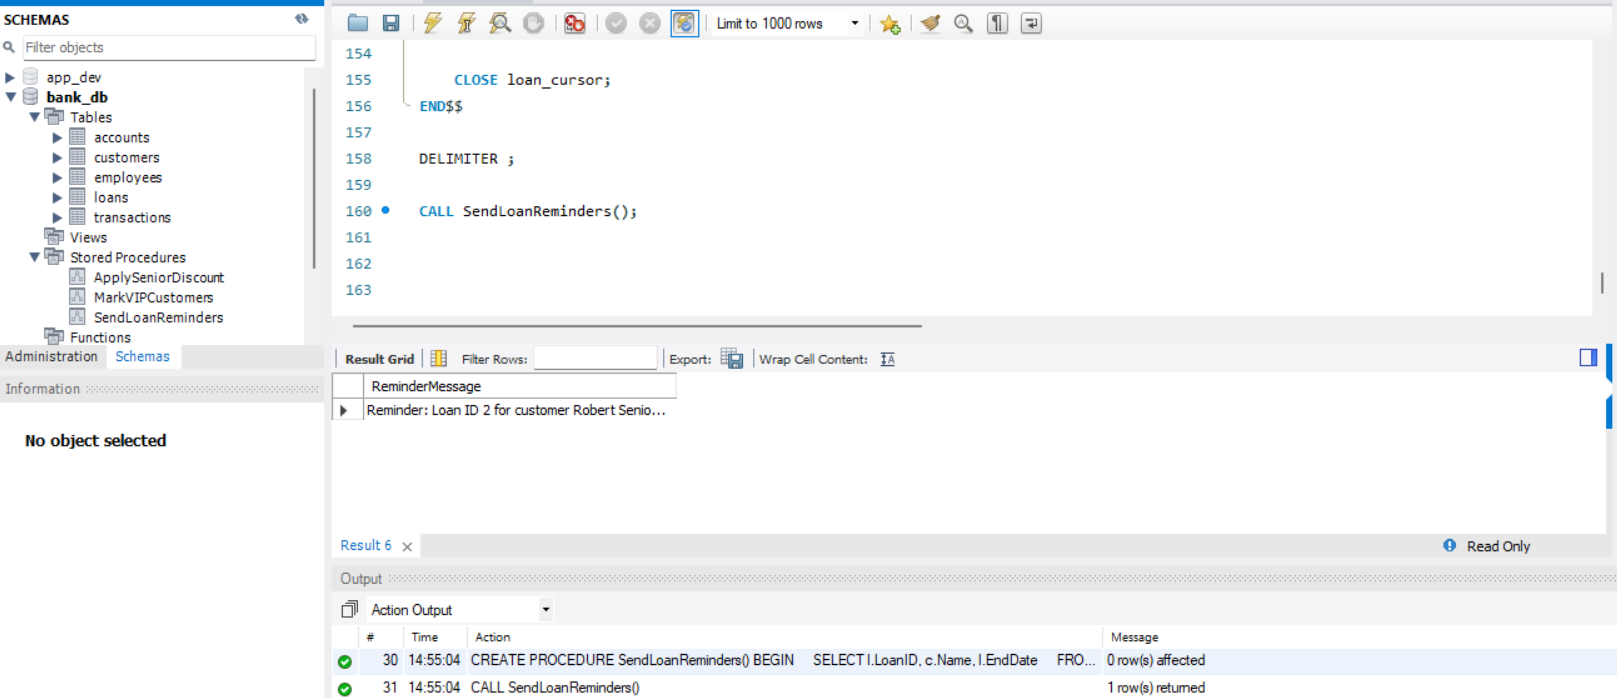 SCHEMAS
Filter objects
app_dev
bank_db
Tables
accounts
customers
employees
loans
transactions
Views
Stored Procedures
ApplySeniorDiscount
MarkVIPCustomers
SendLoanReminders
Functions
Administration Schemas
Information
No object selected
Limit to 1000 rows
154
155 CLOSE loan_cursor;
156 END$$
157
158 DELIMITER ;
159
160 CALL SendLoanReminders();
161
162
163
Result Grid Filter Rows: Export: Wrap Cell Content:
ReminderMessage
Reminder: Loan ID 2 for customer Robert Senio...
Result 6 Read Only
Output
Action Output
# Time Action Message
30 14:55:04 CREATE PROCEDURE SendLoanReminders() BEGIN SELECT l.LoanID, c.Name, l.EndDate FRO... 0 row(s) affected
31 14:55:04 CALL SendLoanReminders() 1 row(s) returned